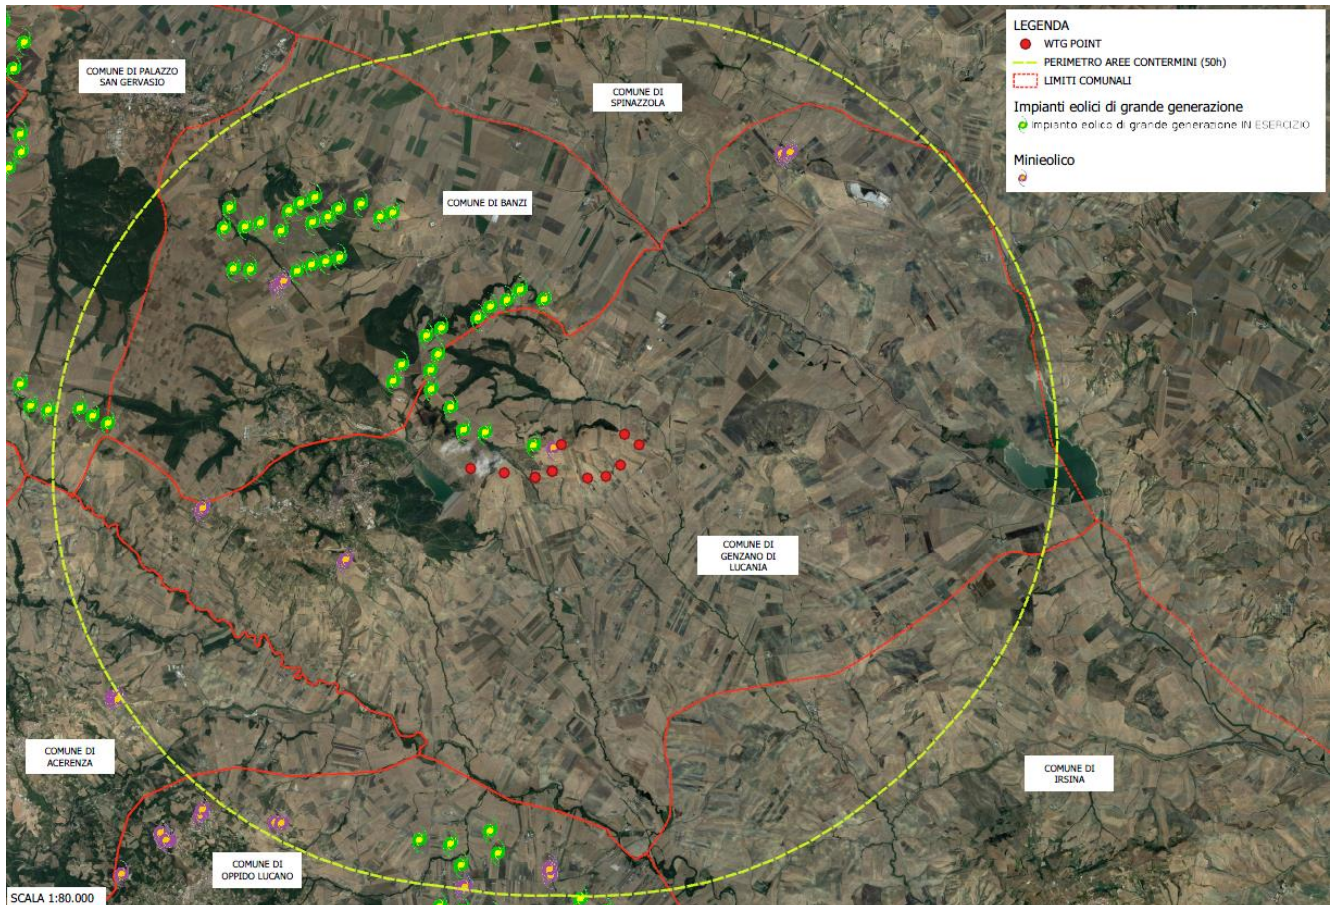 LEGENDA
WTG POINT
PERIMETRO AREE CONTERMINI (50h)
LIMITI COMUNALI
Impianti eolici di grande generazione
Impianto eolico di grande generazione IN ESERCIZIO
Minieolico
COMUNE DI PALAZZO
SAN GERVASIO
COMUNE DI
SPINAZZOLA
COMUNE DI BANZI
COMUNE DI
GENZANO DI
LUCANIA
COMUNE DI
ACERENZA
COMUNE DI
IRSINA
COMUNE DI
OPPIDO LUCANO
SCALA 1:80.000